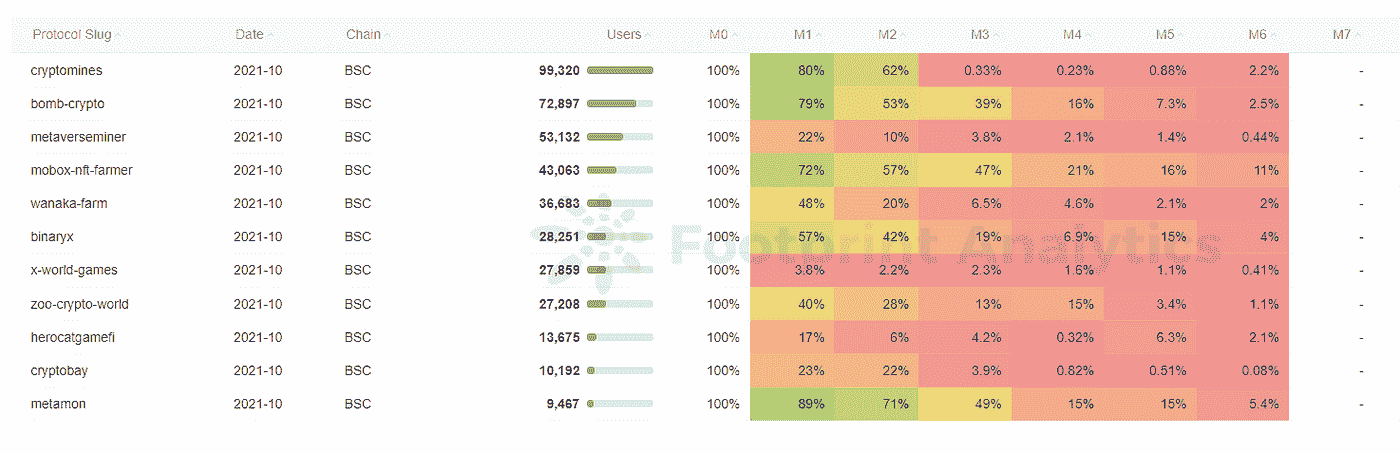 Protocol Slug Date Chain Users M0 M1 M2 M3 M4 M5 M6 M7
cryptomines 2021-10 BSC 99,320 100% 80% 62% 0.33% 0.23% 0.88% 2.2% -
bomb-crypto 2021-10 BSC 72,897 100% 79% 53% 39% 16% 7.3% 2.5% -
metaverseminer 2021-10 BSC 53,132 100% 22% 10% 3.8% 2.1% 1.4% 0.44% -
mobox-nft-farmer 2021-10 BSC 43,063 100% 72% 57% 47% 21% 16% 11% -
wanaka-farm 2021-10 BSC 36,683 100% 48% 20% 6.5% 4.6% 2.1% 2% -
binaryx 2021-10 BSC 28,251 100% 57% 42% 19% 6.9% 15% 4% -
Footprint Analytics
x-world-games 2021-10 BSC 27,859 100% 3.8% 2.2% 2.3% 1.6% 1.1% 0.41% -
zoo-crypto-world 2021-10 BSC 27,208 100% 40% 28% 13% 15% 3.4% 1.1% -
herocatgamefi 2021-10 BSC 13,675 100% 17% 6% 4.2% 0.32% 6.3% 2.1% -
cryptobay 2021-10 BSC 10,192 100% 23% 22% 3.9% 0.82% 0.51% 0.08% -
metamon 2021-10 BSC 9,467 100% 89% 71% 49% 15% 15% 5.4% -